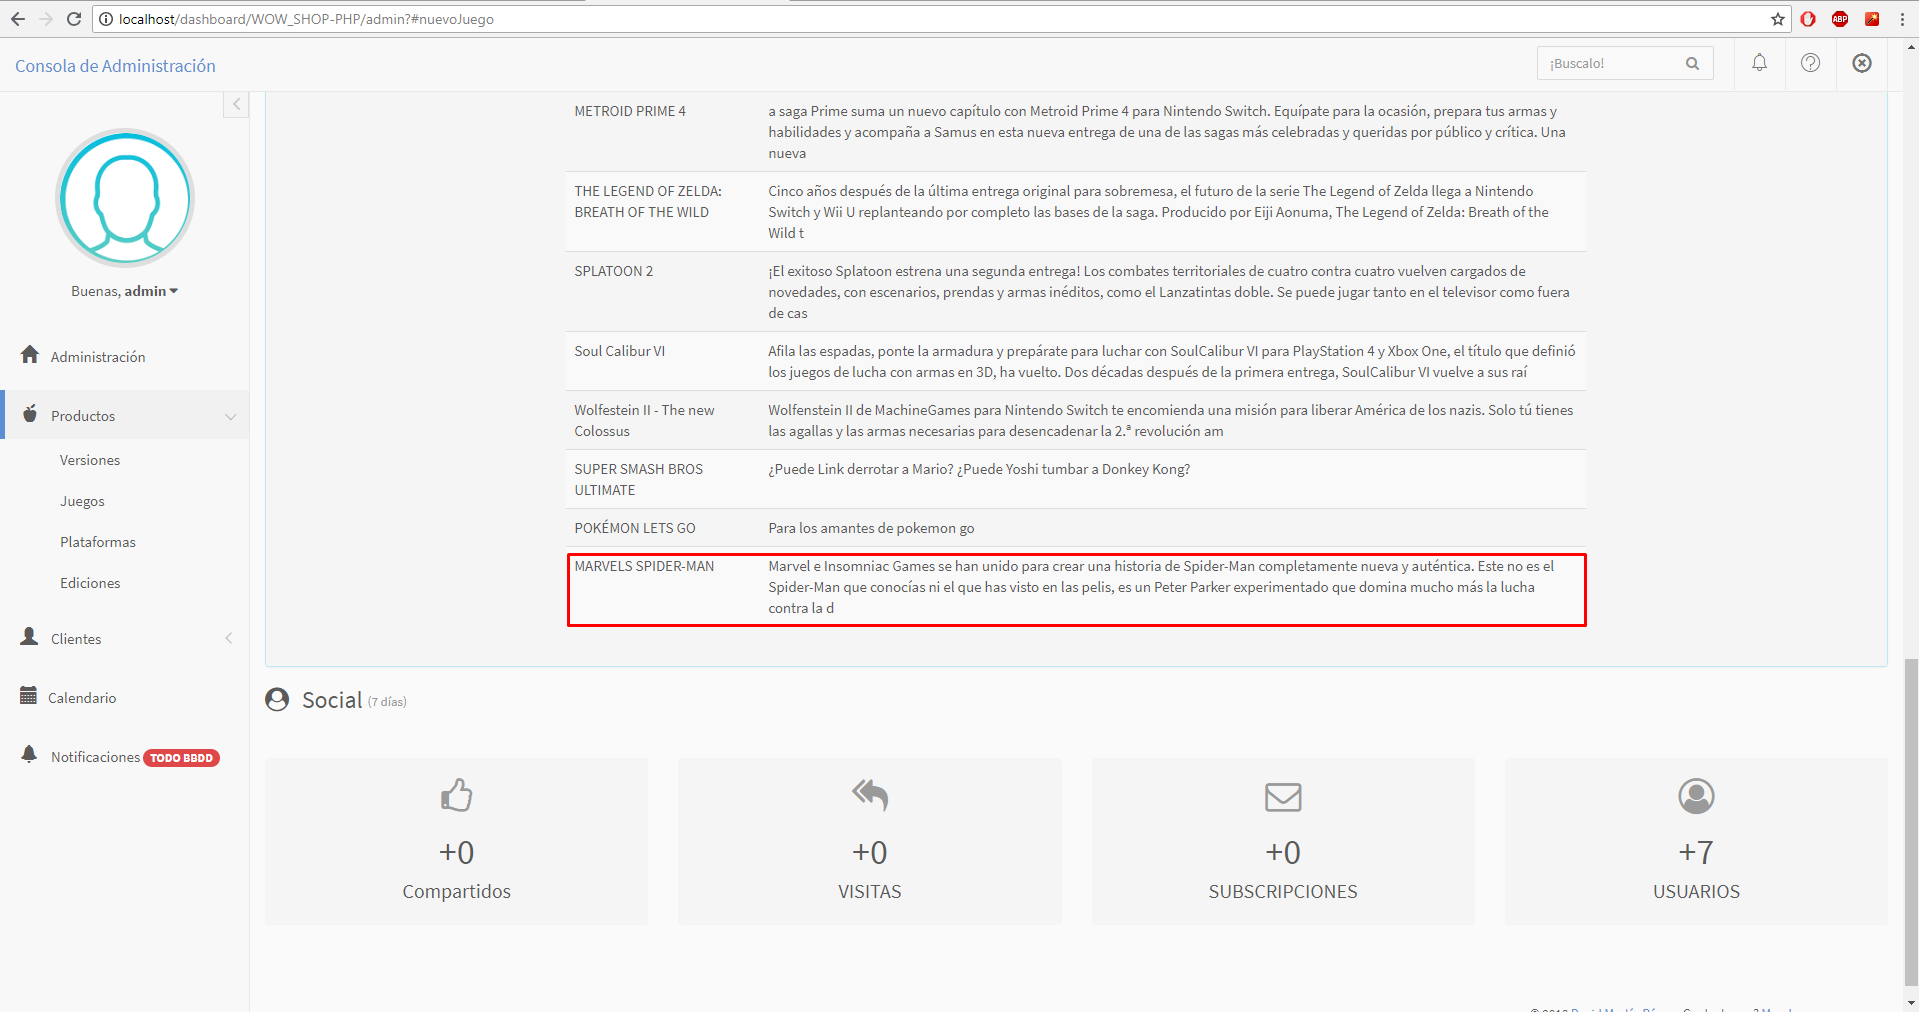 localhost/dashboard/WOW_SHOP-PHP/admin?#nuevoJuego
ABP
Consola de Administración
¡Buscalo!
Buenas, admin
Administración
Productos
Versiones
Juegos
Plataformas
Ediciones
Clientes
Calendario
Notificaciones TODO BBDD
METROID PRIME 4
a saga Prime suma un nuevo capítulo con Metroid Prime 4 para Nintendo Switch. Equípate para la ocasión, prepara tus armas y
habilidades y acompaña a Samus en esta nueva entrega de una de las sagas más celebradas y queridas por público y crítica. Una
nueva
THE LEGEND OF ZELDA:
BREATH OF THE WILD
Cinco años después de la última entrega original para sobremesa, el futuro de la serie The Legend of Zelda llega a Nintendo
Switch y Wii U replanteando por completo las bases de la saga. Producido por Eiji Aonuma, The Legend of Zelda: Breath of the
Wild t
SPLATOON 2
¡El exitoso Splatoon estrena una segunda entrega! Los combates territoriales de cuatro contra cuatro vuelven cargados de
novedades, con escenarios, prendas y armas inéditos, como el Lanzatintas doble. Se puede jugar tanto en el televisor como fuera
de cas
Soul Calibur VI
Afila las espadas, ponte la armadura y prepárate para luchar con SoulCalibur VI para PlayStation 4 y Xbox One, el título que definió
los juegos de lucha con armas en 3D, ha vuelto. Dos décadas después de la primera entrega, SoulCalibur VI vuelve a sus raí
Wolfestein II - The new
Colossus
Wolfenstein II de MachineGames para Nintendo Switch te encomienda una misión para liberar América de los nazis. Solo tú tienes
las agallas y las armas necesarias para desencadenar la 2.ª revolución am
SUPER SMASH BROS
ULTIMATE
¿Puede Link derrotar a Mario? ¿Puede Yoshi tumbar a Donkey Kong?
POKÉMON LETS GO
Para los amantes de pokemon go
MARVELS SPIDER-MAN
Marvel e Insomniac Games se han unido para crear una historia de Spider-Man completamente nueva y auténtica. Este no es el
Spider-Man que conocías ni el que has visto en las pelis, es un Peter Parker experimentado que domina mucho más la lucha
contra la d
Social (7 días)
+0
Compartidos
+0
VISITAS
+0
SUBSCRIPCIONES
+7
USUARIOS